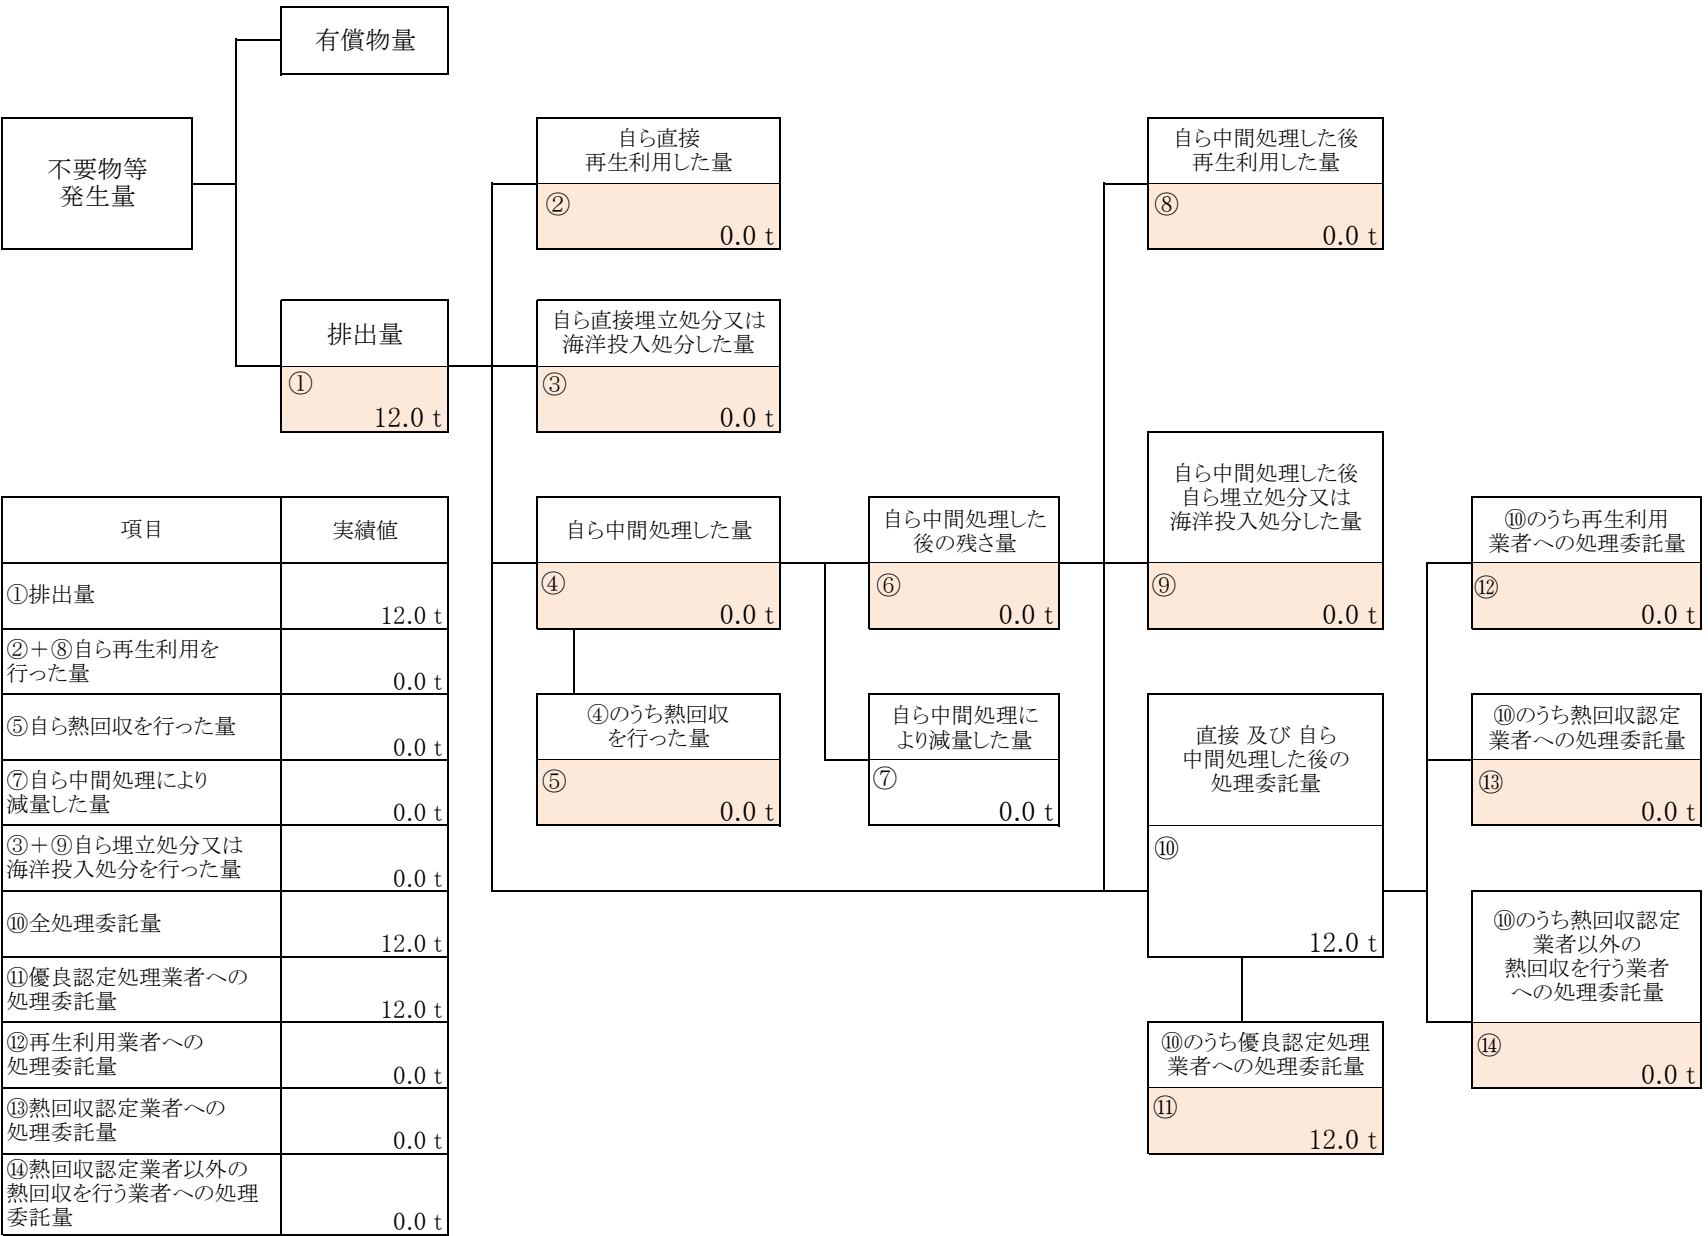 有償物量
不要物等
発生量
排出量
①
12.0 t
自ら直接
再生利用した量
②
0.0 t
自ら直接埋立処分又は
海洋投入処分した量
③
0.0 t
自ら中間処理した量
④
0.0 t
④のうち熱回収
を行った量
⑤
0.0 t
自ら中間処理した
後の残さ量
⑥
0.0 t
自ら中間処理に
より減量した量
⑦
0.0 t
自ら中間処理した後
再生利用した量
⑧
0.0 t
自ら中間処理した後
自ら埋立処分又は
海洋投入処分した量
⑨
0.0 t
直接 及び 自ら
中間処理した後の
処理委託量
⑩
12.0 t
⑩のうち優良認定処理
業者への処理委託量
⑪
12.0 t
⑩のうち再生利用
業者への処理委託量
⑫
0.0 t
⑩のうち熱回収認定
業者への処理委託量
⑬
0.0 t
⑩のうち熱回収認定
業者以外の
熱回収を行う業者
への処理委託量
⑭
0.0 t
項目
実績値
①排出量
12.0 t
②＋⑧自ら再生利用を
行った量
0.0 t
⑤自ら熱回収を行った量
0.0 t
⑦自ら中間処理により
減量した量
0.0 t
③＋⑨自ら埋立処分又は
海洋投入処分を行った量
0.0 t
⑩全処理委託量
12.0 t
⑪優良認定処理業者への
処理委託量
12.0 t
⑫再生利用業者への
処理委託量
0.0 t
⑬熱回収認定業者への
処理委託量
0.0 t
⑭熱回収認定業者以外の
熱回収を行う業者への処理
委託量
0.0 t